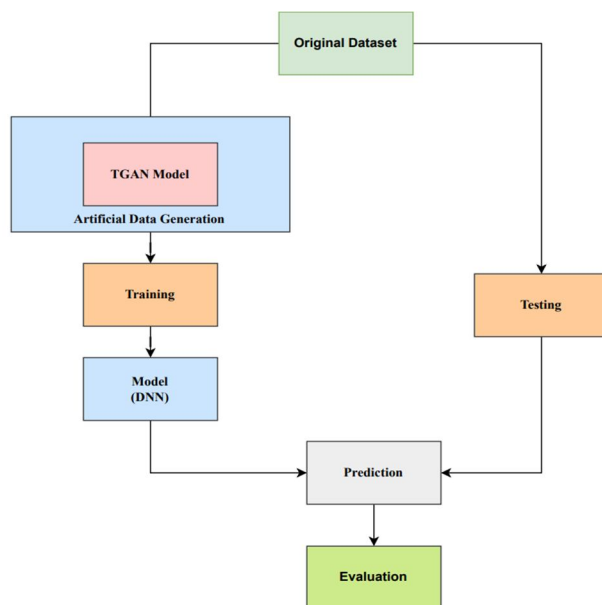 Original Dataset
TGAN Model
Artificial Data Generation
Training
Testing
Model
(DNN)
Prediction
Evaluation